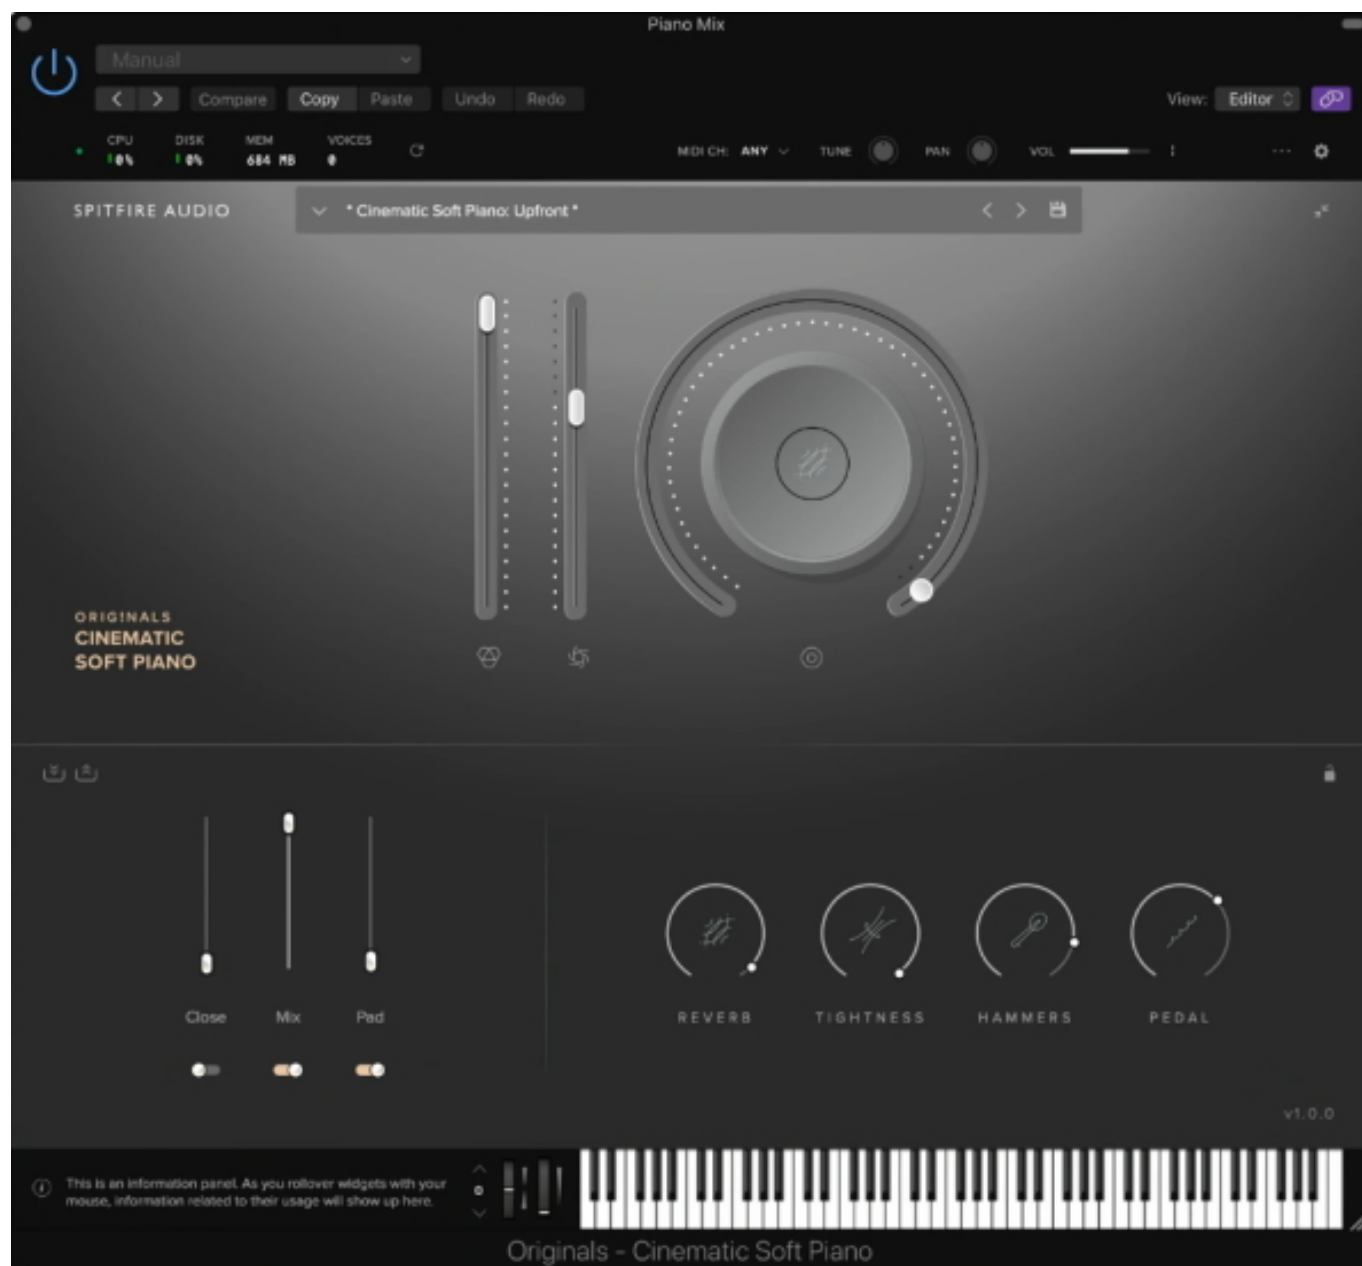 Piano Mix
Manual
Compare Copy Paste Undo Redo
View: Editor
CPU DISK MEM VOICES
0% 0% 684 MB 0
MIDI CH: ANY TUNE PAN VOL
SPITFIRE AUDIO
* Cinematic Soft Piano: Upfront *
ORIGINALS
CINEMATIC
SOFT PIANO
Close Mix Pad
REVERB TIGHTNESS HAMMERS PEDAL
v1.0.0
This is an information panel. As you rollover widgets with your
mouse, information related to their usage will show up here.
Originals - Cinematic Soft Piano